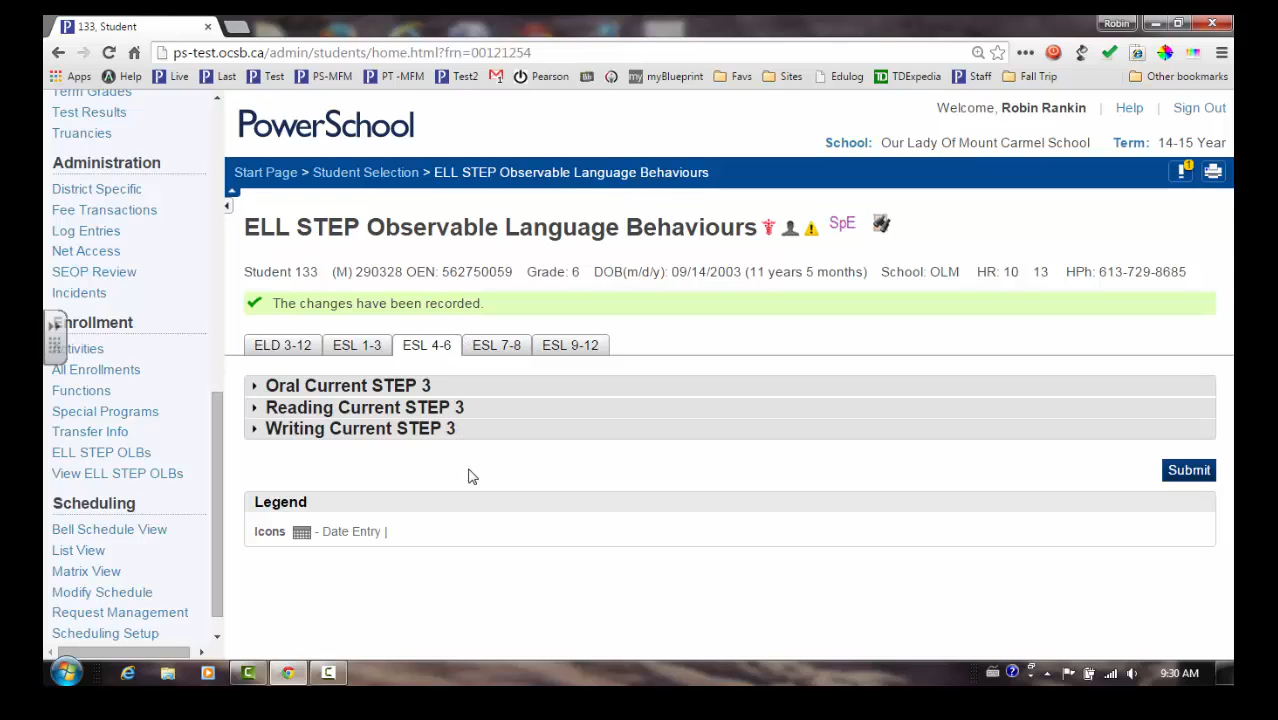 133, Student
Robin
ps-test.ocsb.ca/admin/students/home.html?frn=00121254
Apps Help Live Last Test PS-MFM PT -MFM Test2 Pearson myBlueprint Favs Sites Edulog TDExpedia Staff Fall Trip Other bookmarks
Term Grades
Test Results
Truancies
Administration
District Specific
Fee Transactions
Log Entries
Net Access
SEOP Review
Incidents
Enrollment
Activities
All Enrollments
Functions
Special Programs
Transfer Info
ELL STEP OLBs
View ELL STEP OLBs
Scheduling
Bell Schedule View
List View
Matrix View
Modify Schedule
Request Management
Scheduling Setup
PowerSchool
Welcome, Robin Rankin | Help | Sign Out
School: Our Lady Of Mount Carmel School Term: 14-15 Year
Start Page > Student Selection > ELL STEP Observable Language Behaviours
1
ELL STEP Observable Language Behaviours SpE
Student 133 (M) 290328 OEN: 562750059 Grade: 6 DOB(m/d/y): 09/14/2003 (11 years 5 months) School: OLM HR: 10 13 HPh: 613-729-8685
The changes have been recorded.
ELD 3-12 ESL 1-3 ESL 4-6 ESL 7-8 ESL 9-12
Oral Current STEP 3
Reading Current STEP 3
Writing Current STEP 3
Submit
Legend
Icons - Date Entry |
9:30 AM